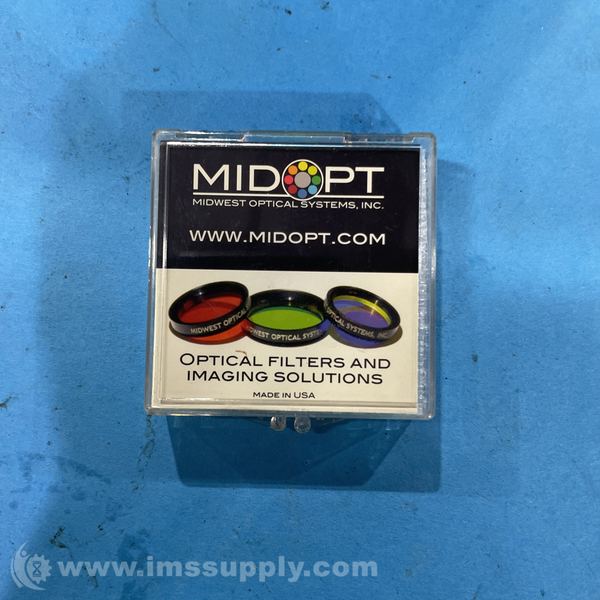 MIDOPT
MIDWEST OPTICAL SYSTEMS, INC.
WWW.MIDOPT.COM
MIDWEST OPTICAL
MIDWEST OPTICAL SYSTE
OPTICAL SYSTEMS, INC.
OPTICAL FILTERS AND
IMAGING SOLUTIONS
MADE IN USA
www.imssupply.com